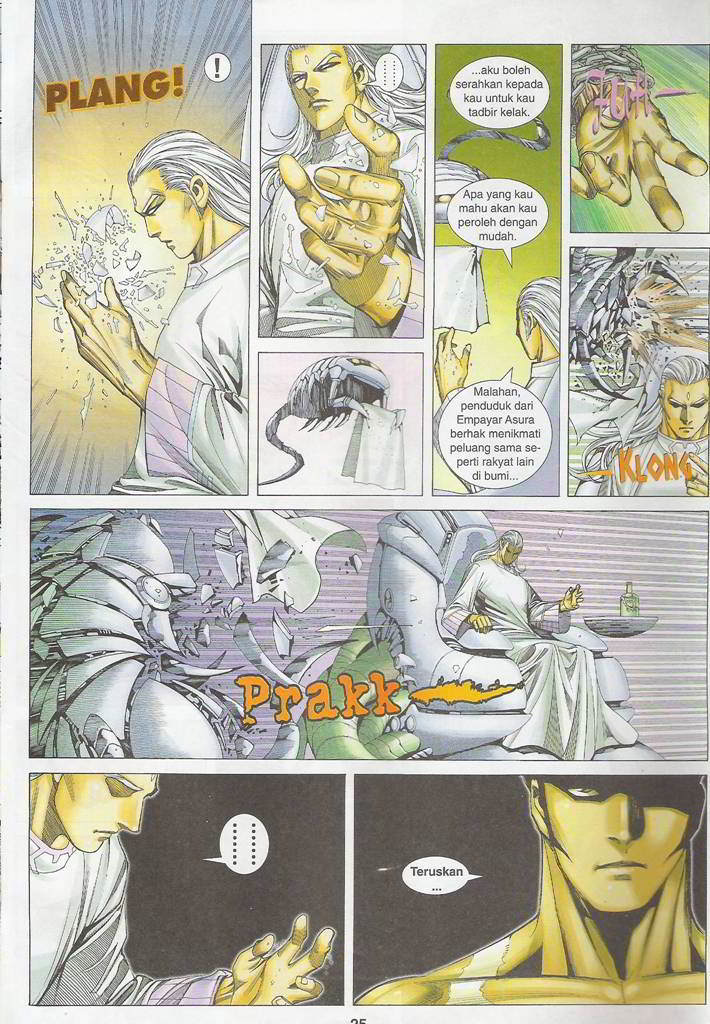 PLANG!
!
...aku boleh
serahkan kepada
kau untuk kau
tadbir kelak.
Apa yang kau
mahu akan kau
peroleh dengan
mudah.
Malahan,
penduduk dari
Empayar Asura
berhak menikmati
peluang sama se-
perti rakyat lain
di bumi...
KLONG
Prakk
Teruskan
...
25